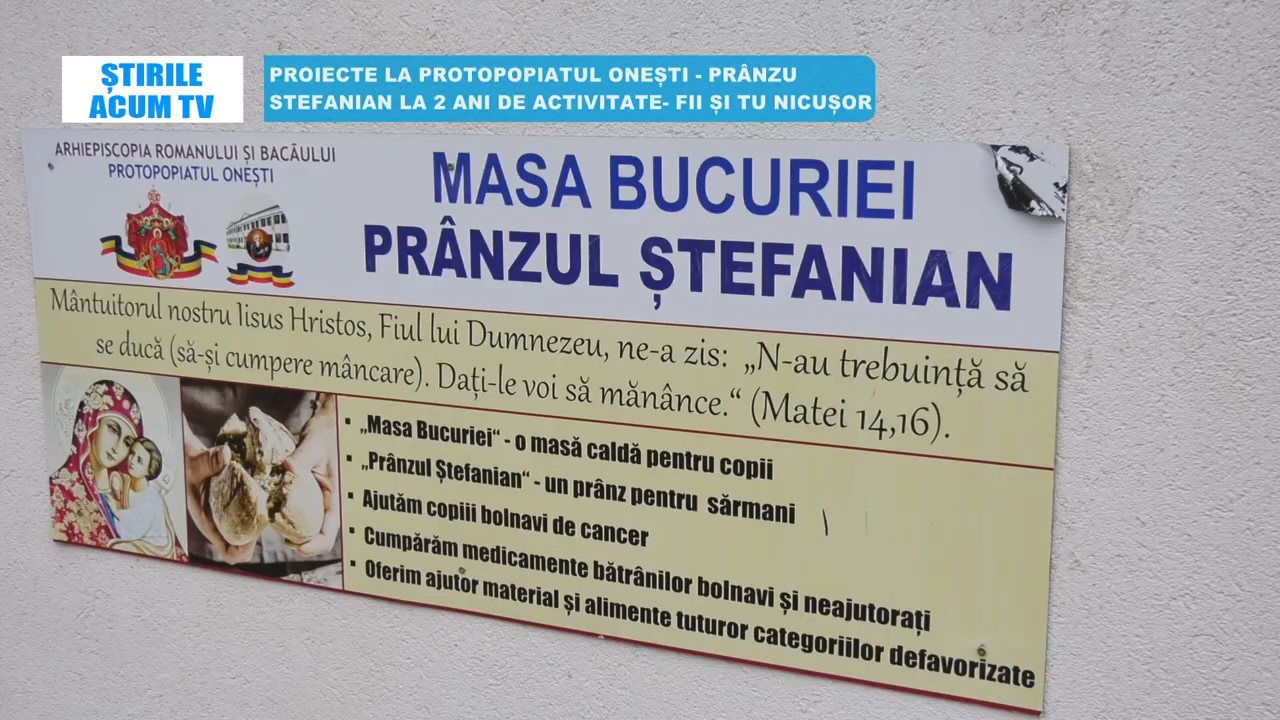 ȘTIRILE
ACUM TV
PROIECTE LA PROTOPOPIATUL ONEȘTI - PRÂNZU
STEFANIAN LA 2 ANI DE ACTIVITATE- FII ȘI TU NICUȘOR
ARHIEPISCOPIA ROMANULUI ȘI BACĂULUI
PROTOPOPIATUL ONEȘTI
MASA BUCURIEI
PRÂNZUL ȘTEFANIAN
Mântuitorul nostru Iisus Hristos, Fiul lui Dumnezeu, ne-a zis: „N-au trebuință să
se ducă (să-și cumpere mâncare). Dați-le voi să mănânce.“ (Matei 14,16).
▪ „Masa Bucuriei“ - o masă caldă pentru copii
▪ „Prânzul Ștefanian“ - un prânz pentru sărmani
▪ Ajutăm copiii bolnavi de cancer
▪ Cumpărăm medicamente bătrânilor bolnavi și neajutorați
▪ Oferim ajutor material și alimente tuturor categoriilor defavorizate